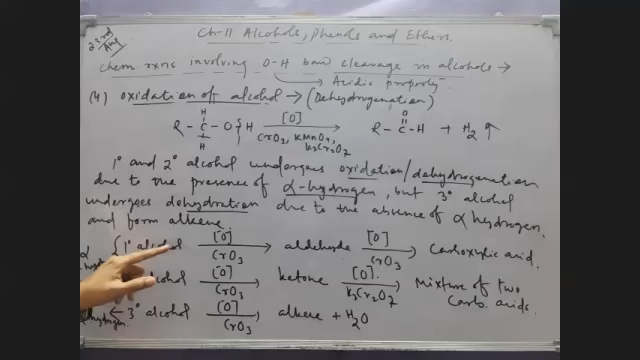 23rd Aug
Ch-11 Alcohols, Phenols and Ethers.
Chem rxns involving O-H bond cleavage in alcohols →
Acidic property
(4) oxidation of alcohol → (Dehydrogenation)
H O
R - C - O H [O] R - C - H + H2 ↑
H CrO3, KMnO4, K2Cr2O7
1° and 2° alcohol undergoes oxidation/dehydrogenation
due to the presence of α-hydrogen, but 3° alcohol
undergoes dehydration due to the absence of α hydrogen
and form alkene
α 1° alcohol [O] CrO3 → aldehyde [O] CrO3 → Carboxylic acid.
alcohol [O] CrO3 → ketone [O] K2Cr2O7 → Mixture of two Carb. acids.
hydrogen. ← 3° alcohol [O] CrO3 → alkene + H2O